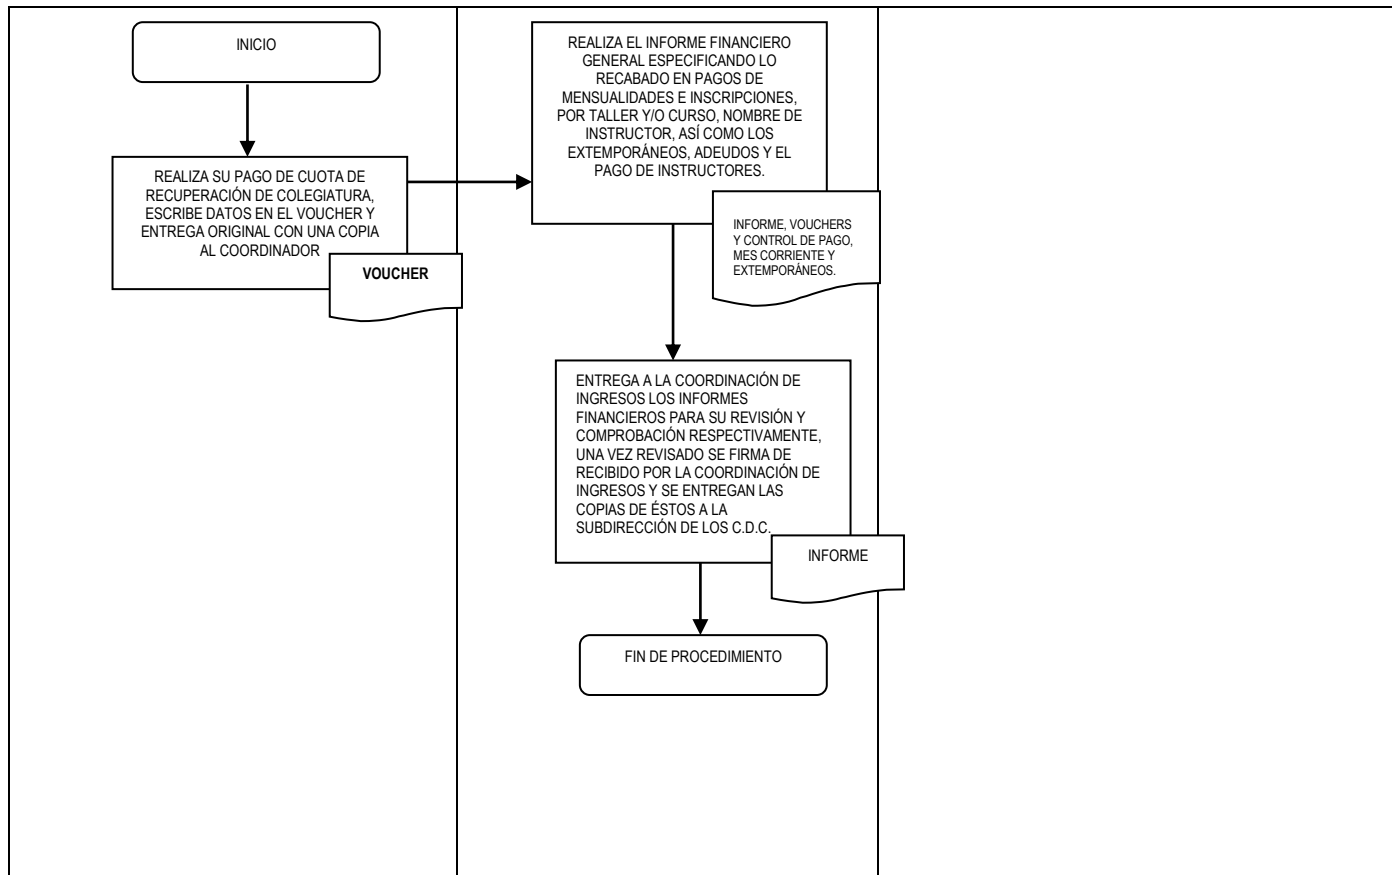 INICIO
REALIZA SU PAGO DE CUOTA DE
RECUPERACIÓN DE COLEGIATURA,
ESCRIBE DATOS EN EL VOUCHER Y
ENTREGA ORIGINAL CON UNA COPIA
AL COORDINADOR
VOUCHER
REALIZA EL INFORME FINANCIERO
GENERAL ESPECIFICANDO LO
RECABADO EN PAGOS DE
MENSUALIDADES E INSCRIPCIONES,
POR TALLER Y/O CURSO, NOMBRE DE
INSTRUCTOR, ASÍ COMO LOS
EXTEMPORÁNEOS, ADEUDOS Y EL
PAGO DE INSTRUCTORES.
INFORME, VOUCHERS
Y CONTROL DE PAGO,
MES CORRIENTE Y
EXTEMPORÁNEOS.
ENTREGA A LA COORDINACIÓN DE
INGRESOS LOS INFORMES
FINANCIEROS PARA SU REVISIÓN Y
COMPROBACIÓN RESPECTIVAMENTE,
UNA VEZ REVISADO SE FIRMA DE
RECIBIDO POR LA COORDINACIÓN DE
INGRESOS Y SE ENTREGAN LAS
COPIAS DE ÉSTOS A LA
SUBDIRECCIÓN DE LOS C.D.C.
INFORME
FIN DE PROCEDIMIENTO